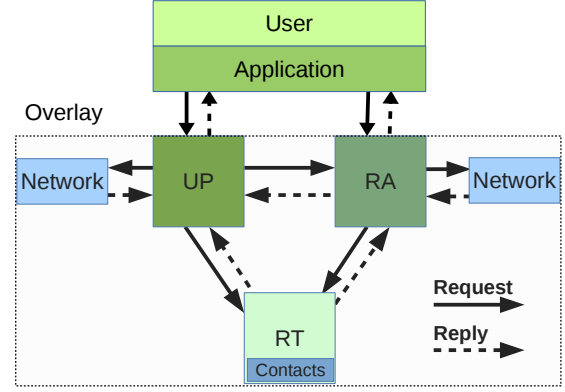 User
Application
Overlay
Network
UP
RA
Network
RT
Contacts
Request
Reply